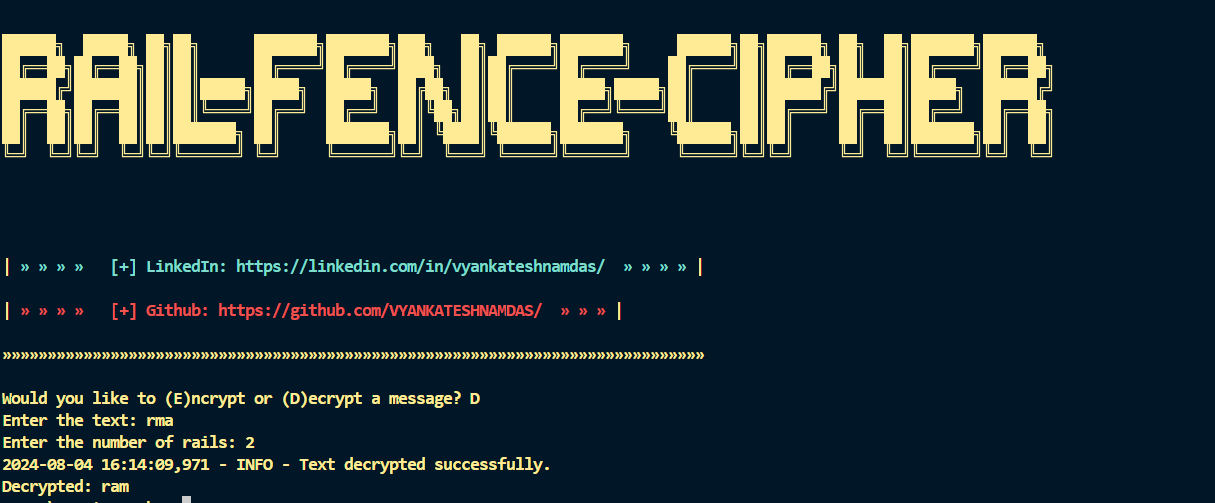 RAIL-FENCE-CIPHER
| » » » »   [+] LinkedIn: https://linkedin.com/in/vyankateshnamdas/  » » » » |
| » » » »   [+] Github: https://github.com/VYANKATESHNAMDAS/  » » » |
»»»»»»»»»»»»»»»»»»»»»»»»»»»»»»»»»»»»»»»»»»»»»»»»»»»»»»»»»»»»»»»»»»»»»»»»»»»»»»
Would you like to (E)ncrypt or (D)ecrypt a message? D
Enter the text: rma
Enter the number of rails: 2
2024-08-04 16:14:09,971 - INFO - Text decrypted successfully.
Decrypted: ram